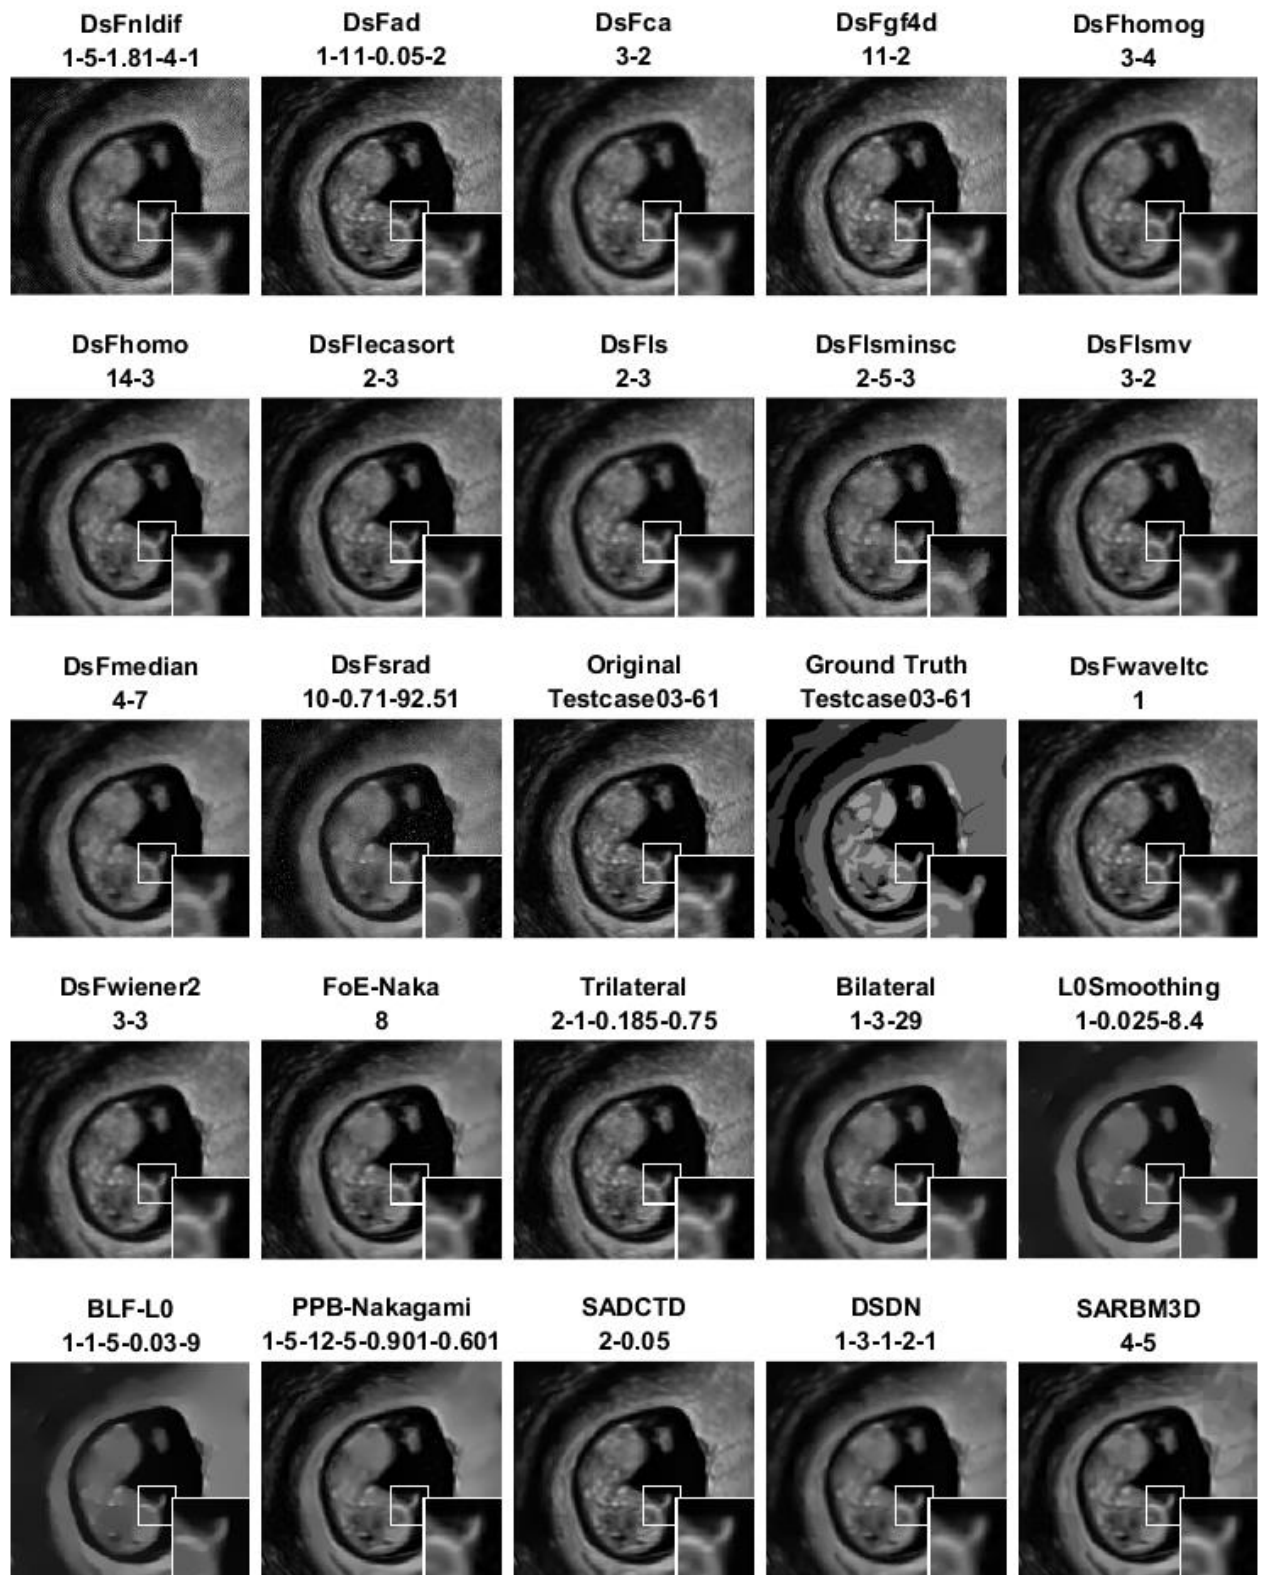 DsFnldif
1-5-1.81-4-1
DsFad
1-11-0.05-2
DsFca
3-2
DsFgf4d
11-2
DsFhomog
3-4
DsFhomo
14-3
DsFlecasort
2-3
DsFls
2-3
DsFlsminsc
2-5-3
DsFlsmv
3-2
DsFmedian
4-7
DsFsrad
10-0.71-92.51
Original
Testcase03-61
Ground Truth
Testcase03-61
DsFwaveltc
1
DsFwiener2
3-3
FoE-Naka
8
Trilateral
2-1-0.185-0.75
Bilateral
1-3-29
L0Smoothing
1-0.025-8.4
BLF-L0
1-1-5-0.03-9
PPB-Nakagami
1-5-12-5-0.901-0.601
SADCTD
2-0.05
DSDN
1-3-1-2-1
SARBM3D
4-5